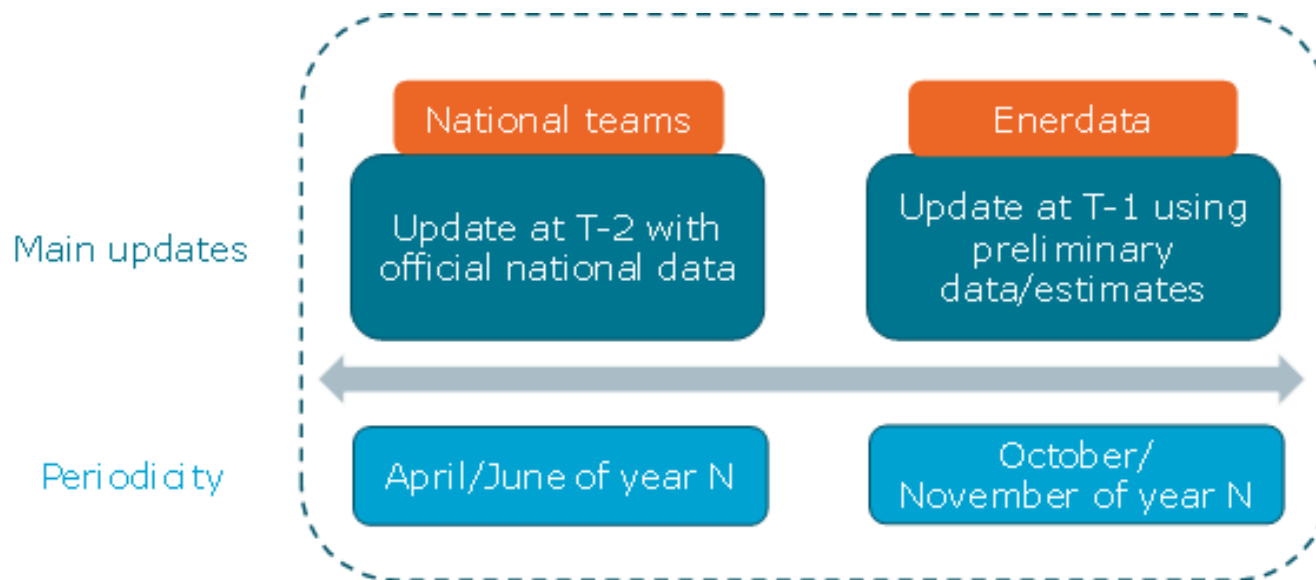 National teams
Enerdata
Main updates
Update at T-2 with
official national data
Update at T-1 using
preliminary
data/estimates
Periodicity
April/June of year N
October/
November of year N